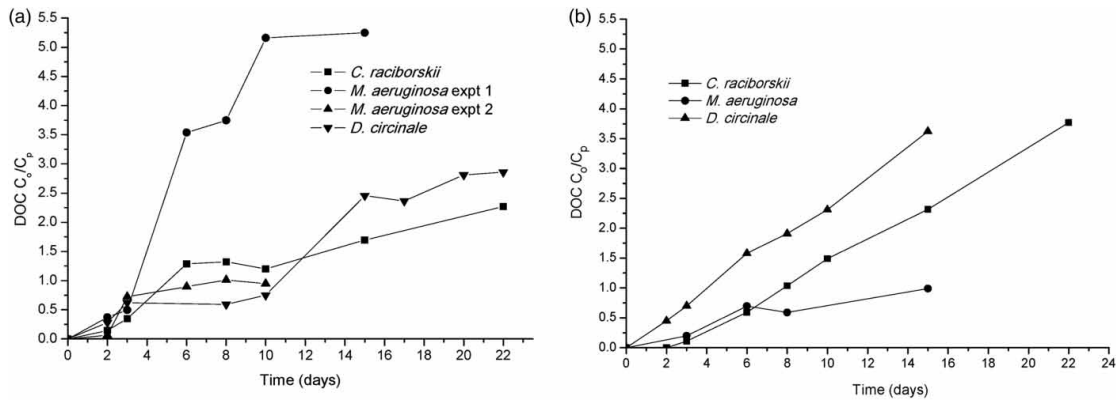 (a)
5.5
5.0
4.5
4.0
3.5
3.0
2.5
2.0
1.5
1.0
0.5
0.0
DOC Co/Cp
C. raciborskii
M. aeruginosa expt 1
M. aeruginosa expt 2
D. circinale
0 2 4 6 8 10 12 14 16 18 20 22
Time (days)
(b)
5.5
5.0
4.5
4.0
3.5
3.0
2.5
2.0
1.5
1.0
0.5
0.0
DOC Co/Cp
C. raciborskii
M. aeruginosa
D. circinale
0 2 4 6 8 10 12 14 16 18 20 22 24
Time (days)